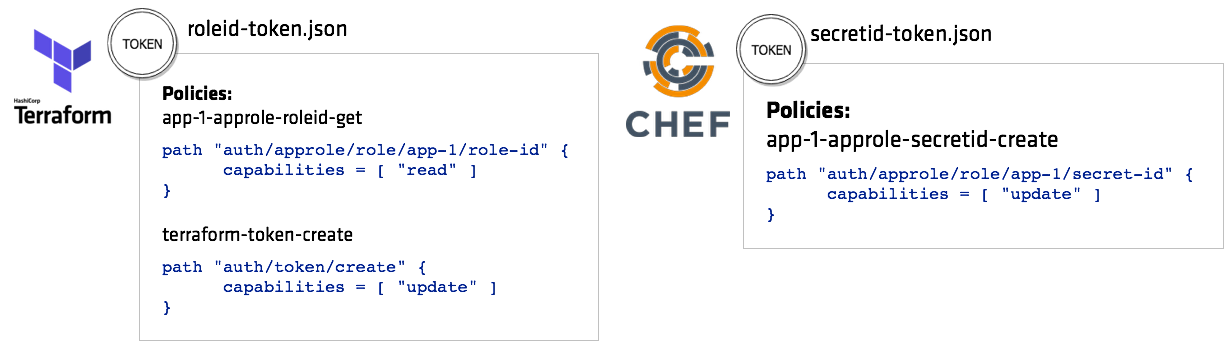 TOKEN
roleid-token.json
HashiCorp
Terraform
Policies:
app-1-approle-roleid-get
path "auth/approle/role/app-1/role-id" {
capabilities = [ "read" ]
}
terraform-token-create
path "auth/token/create" {
capabilities = [ "update" ]
}
CHEF
TOKEN
secretid-token.json
Policies:
app-1-approle-secretid-create
path "auth/approle/role/app-1/secret-id" {
capabilities = [ "update" ]
}